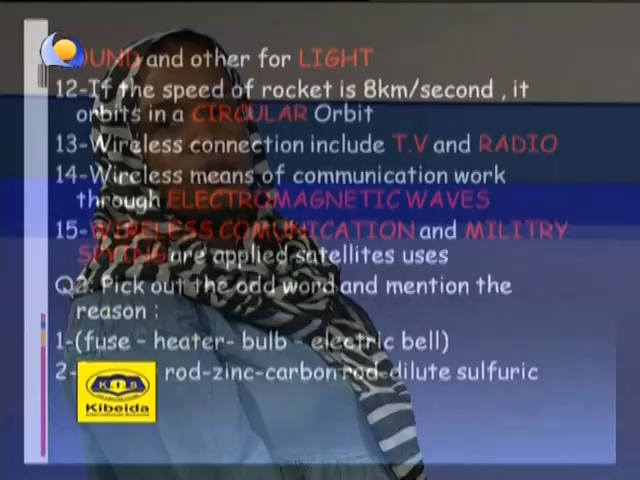 OUND and other for LIGHT
12-If the speed of rocket is 8km/second , it
orbits in a CIRCULAR Orbit
13-Wireless connection include T.V and RADIO
14-Wireless means of communication work
through ELECTROMAGNETIC WAVES
15-WIRELESS COMUNICATION and MILITRY
SPYING are applied satellites uses
Q2: Pick out the odd word and mention the
reason :
1-(fuse - heater- bulb - electric bell)
2- rod-zinc-carbon rod-dilute sulfuric
KIS
Kibeida